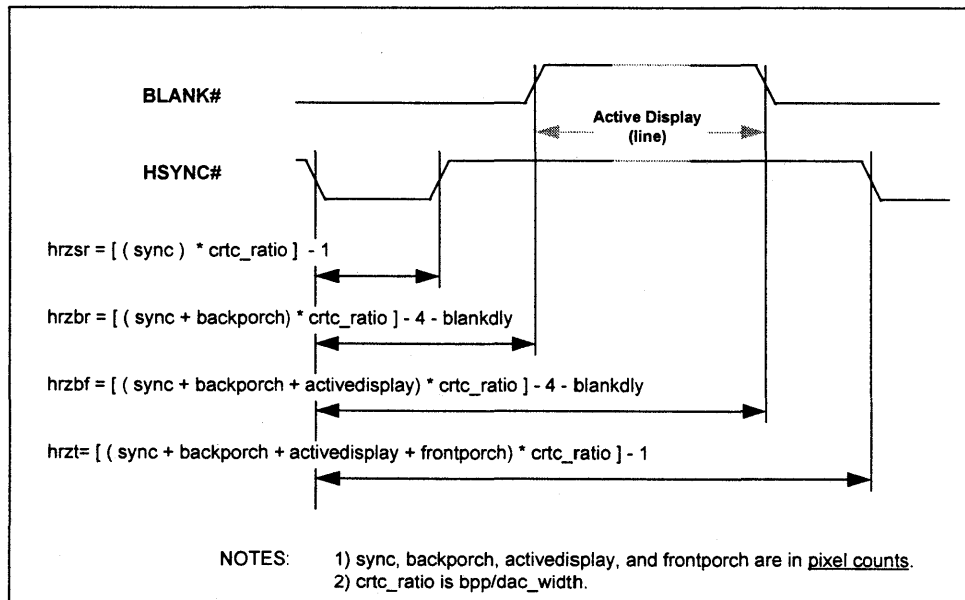 BLANK#
Active Display
(line)
HSYNC#
hrzsr = [ ( sync ) * crtc_ratio ] - 1
hrzbr = [ ( sync + backporch) * crtc_ratio ] - 4 - blankdly
hrzbf = [ ( sync + backporch + activedisplay) * crtc_ratio ] - 4 - blankdly
hrzt= [ ( sync + backporch + activedisplay + frontporch) * crtc_ratio ] - 1
NOTES: 1) sync, backporch, activedisplay, and frontporch are in pixel counts.
2) crtc_ratio is bpp/dac_width.